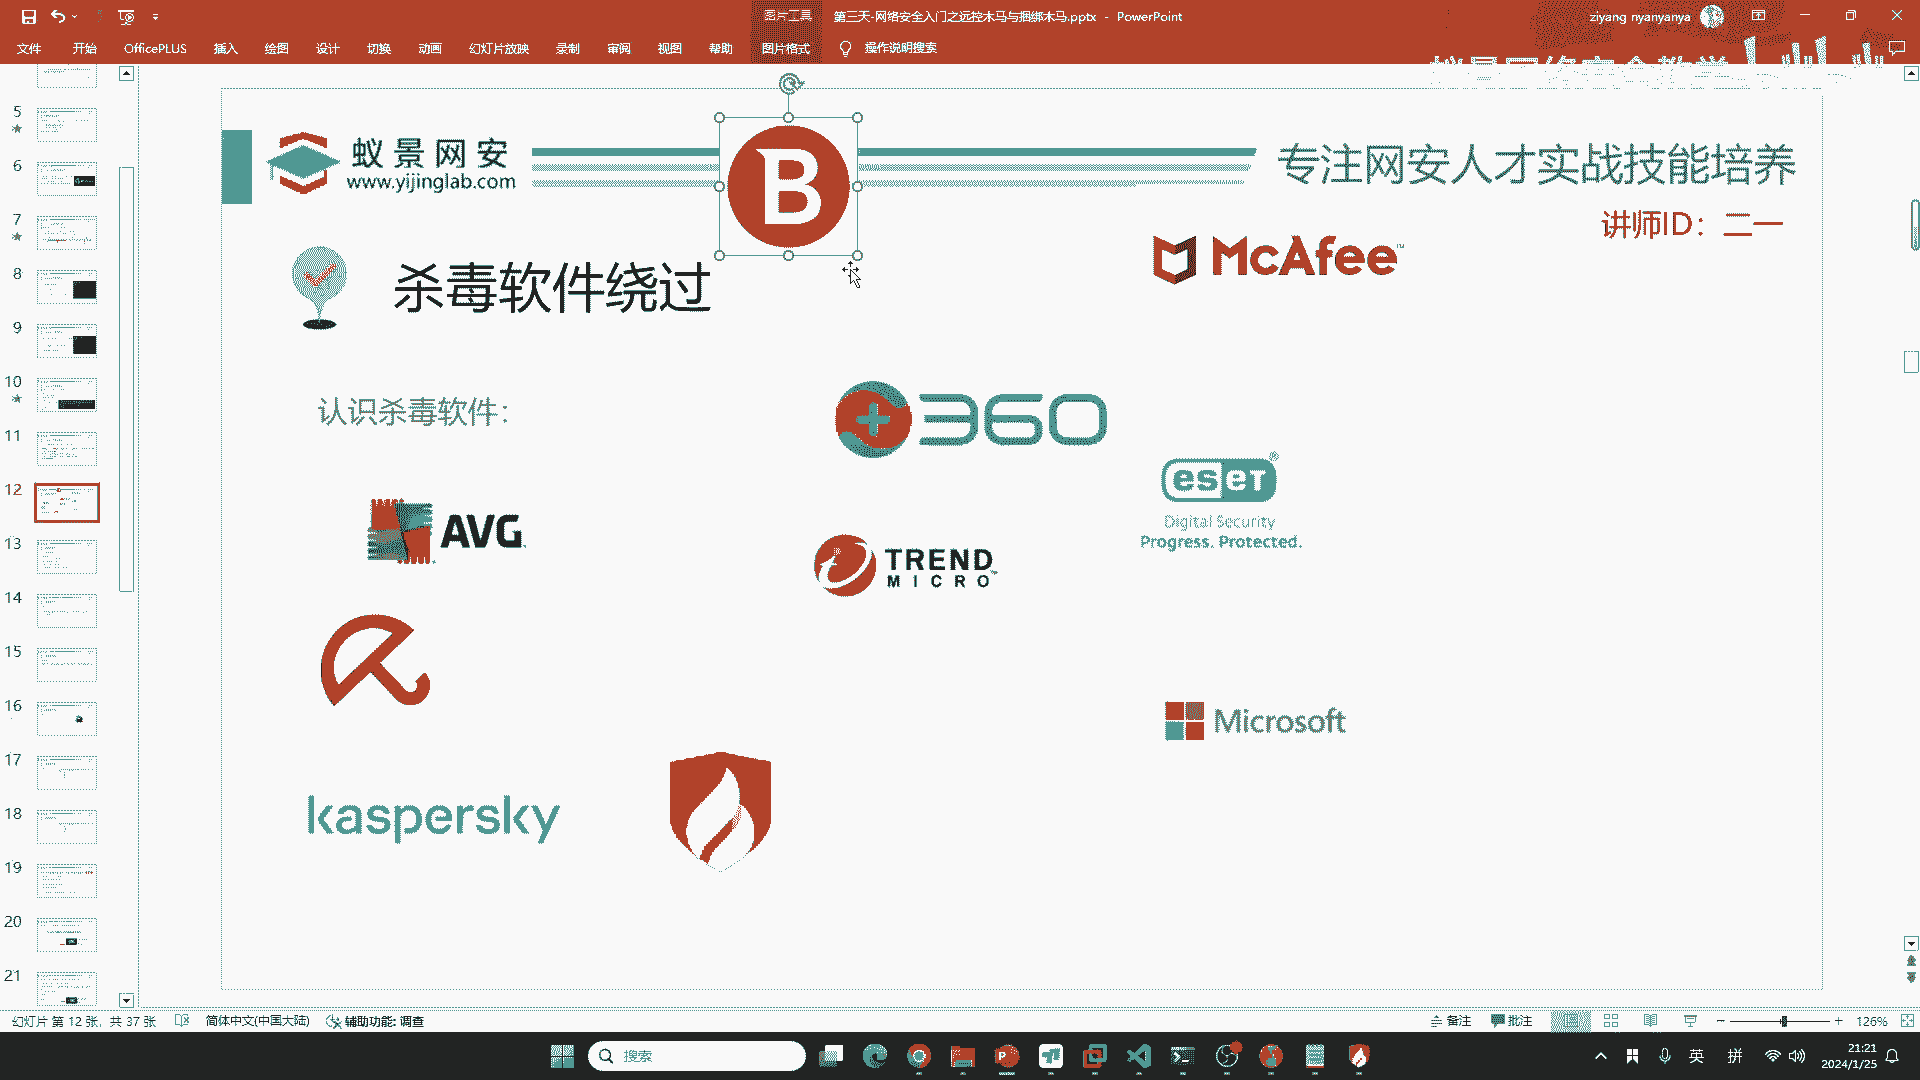 图片工具
第三天-网络安全入门之远控木马与捆绑木马.pptx - PowerPoint
ziyang nyanyanya
文件 开始 OfficePLUS 插入 绘图 设计 切换 动画 幻灯片放映 录制 审阅 视图 帮助 图片格式 操作说明搜索
蚁景网安
www.yijinglab.com
B
专注网安人才实战技能培养
讲师ID：二一
McAfee™
杀毒软件绕过
认识杀毒软件：
360
eseT®
Digital Security
Progress. Protected.
AVG
TREND
MICRO™
Microsoft
kaspersky
5
6
7
8
9
10
11
12
13
14
15
16
17
18
19
20
21
幻灯片 第 12 张，共 37 张 简体中文(中国大陆) 辅助功能: 调查 备注 批注 126%
搜索
英 拼
21:21
2024/1/25